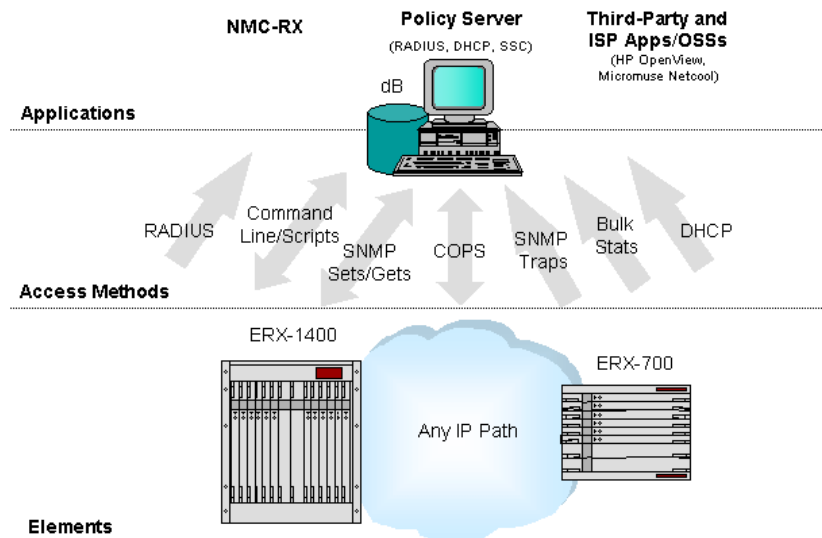 NMC-RX
Policy Server
(RADIUS, DHCP, SSC)
Third-Party and
ISP Apps/OSSs
(HP OpenView,
Micromuse Netcool)
dB
Applications
RADIUS
Command
Line/Scripts
SNMP
Sets/Gets
COPS
SNMP
Traps
Bulk
Stats
DHCP
Access Methods
ERX-1400
ERX-700
Any IP Path
Elements